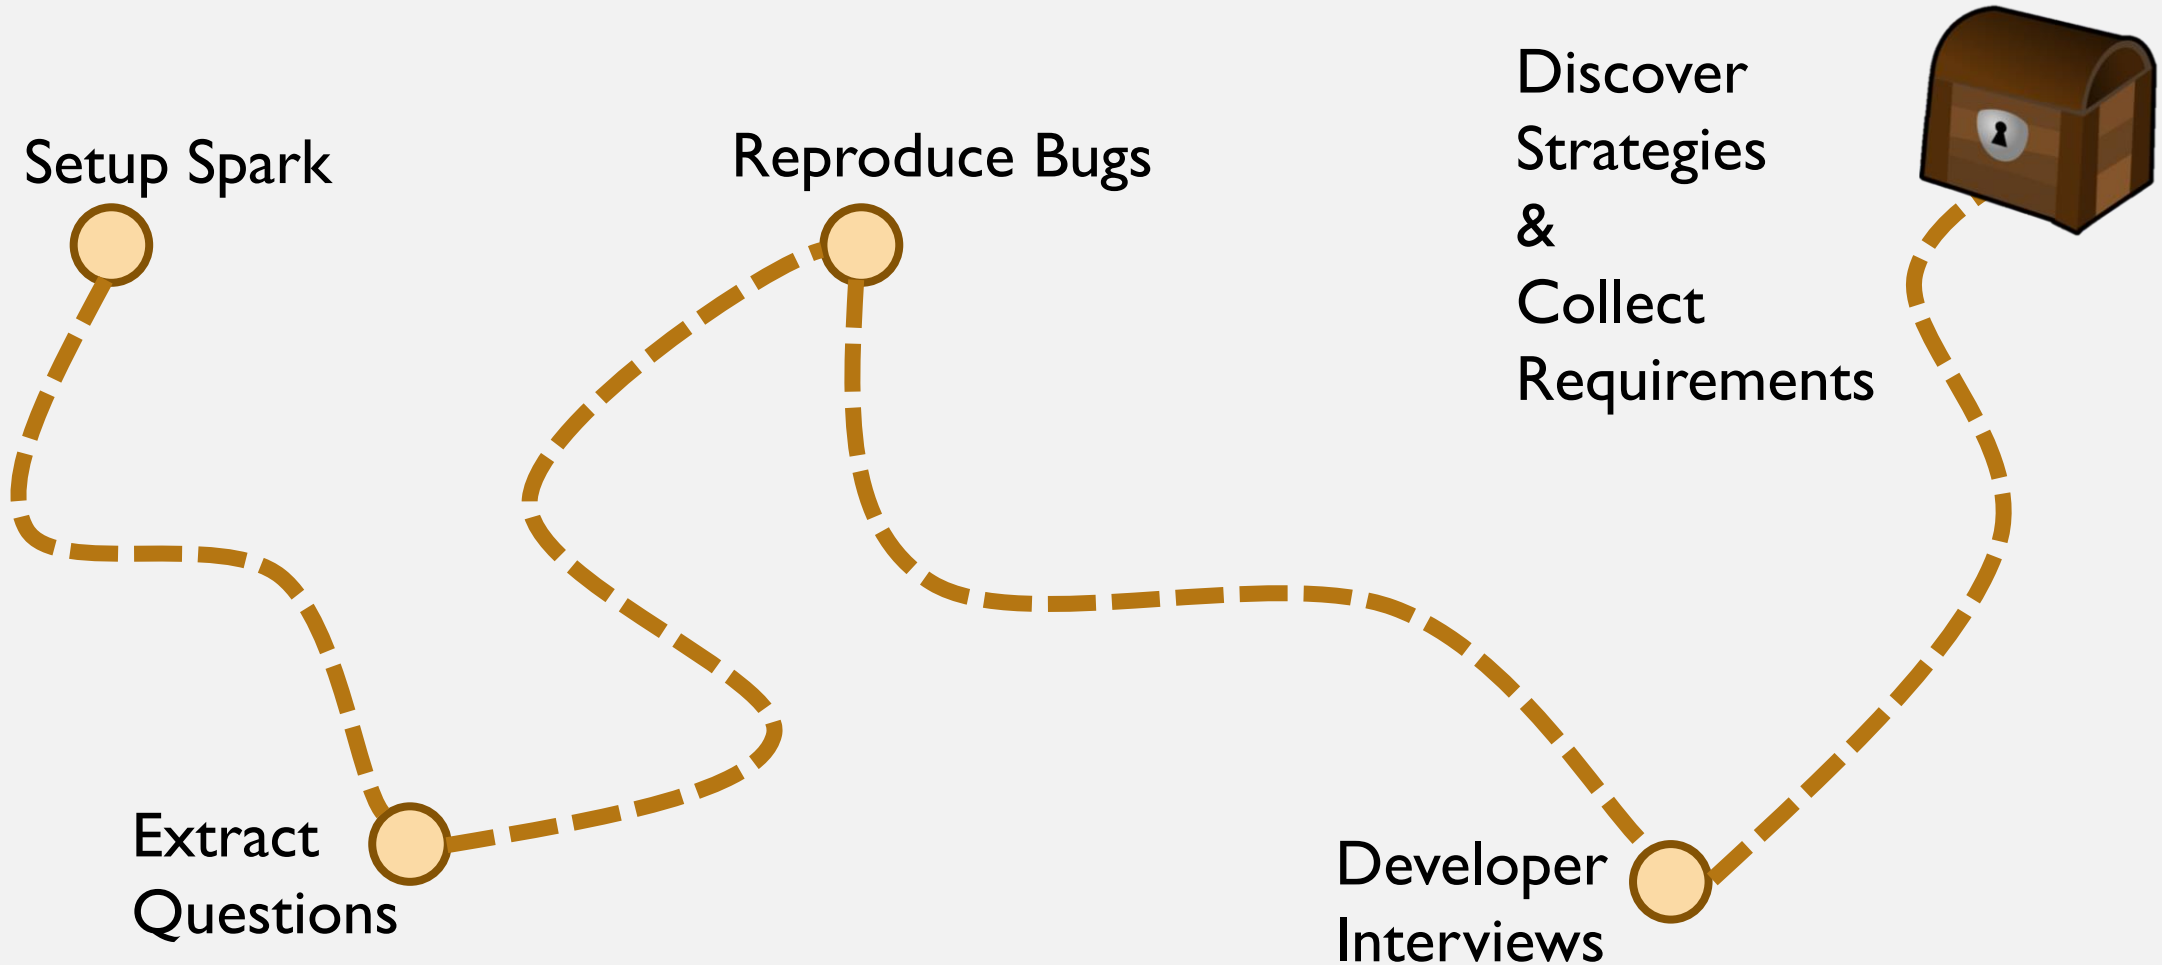 Setup Spark
Reproduce Bugs
Discover
Strategies
&
Collect
Requirements
Extract
Questions
Developer
Interviews